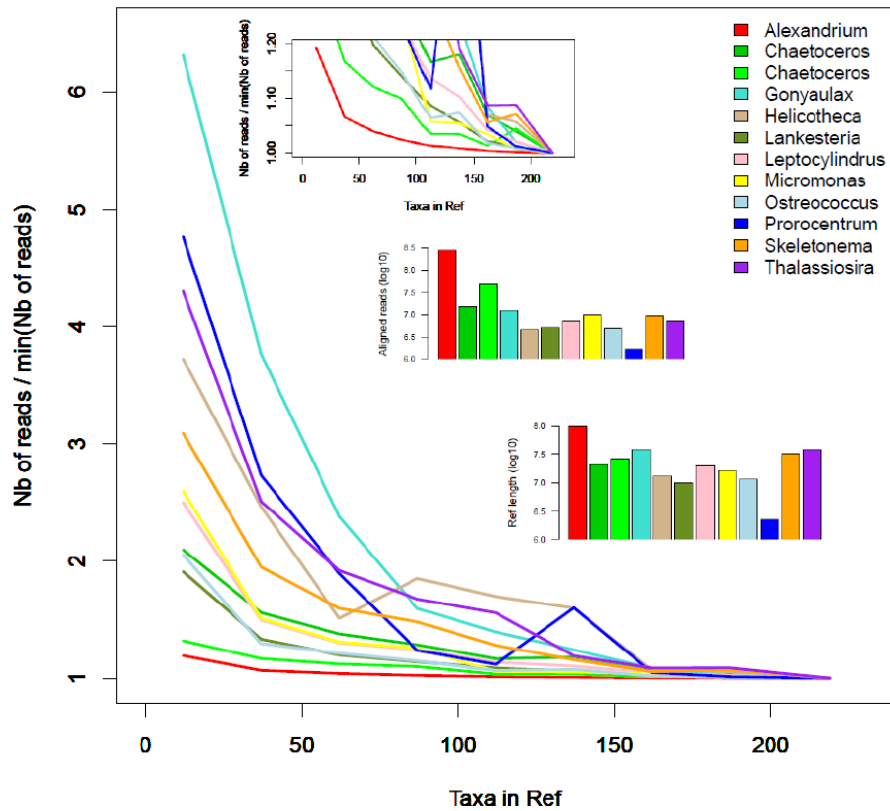 Nb of reads / min(Nb of reads)
6
5
4
3
2
1
0 50 100 150 200
Taxa in Ref
Nb of reads / min(Nb of reads)
1.20
1.10
1.00
0 50 100 150 200
Taxa in Ref
Alexandrium
Chaetoceros
Chaetoceros
Gonyaulax
Helicotheca
Lankesteria
Leptocylindrus
Micromonas
Ostreococcus
Prorocentrum
Skeletonema
Thalassiosira
Aligned reads (log10)
8.5
8.0
7.5
7.0
6.5
6.0
Ref length (log10)
8.0
7.5
7.0
6.5
6.0